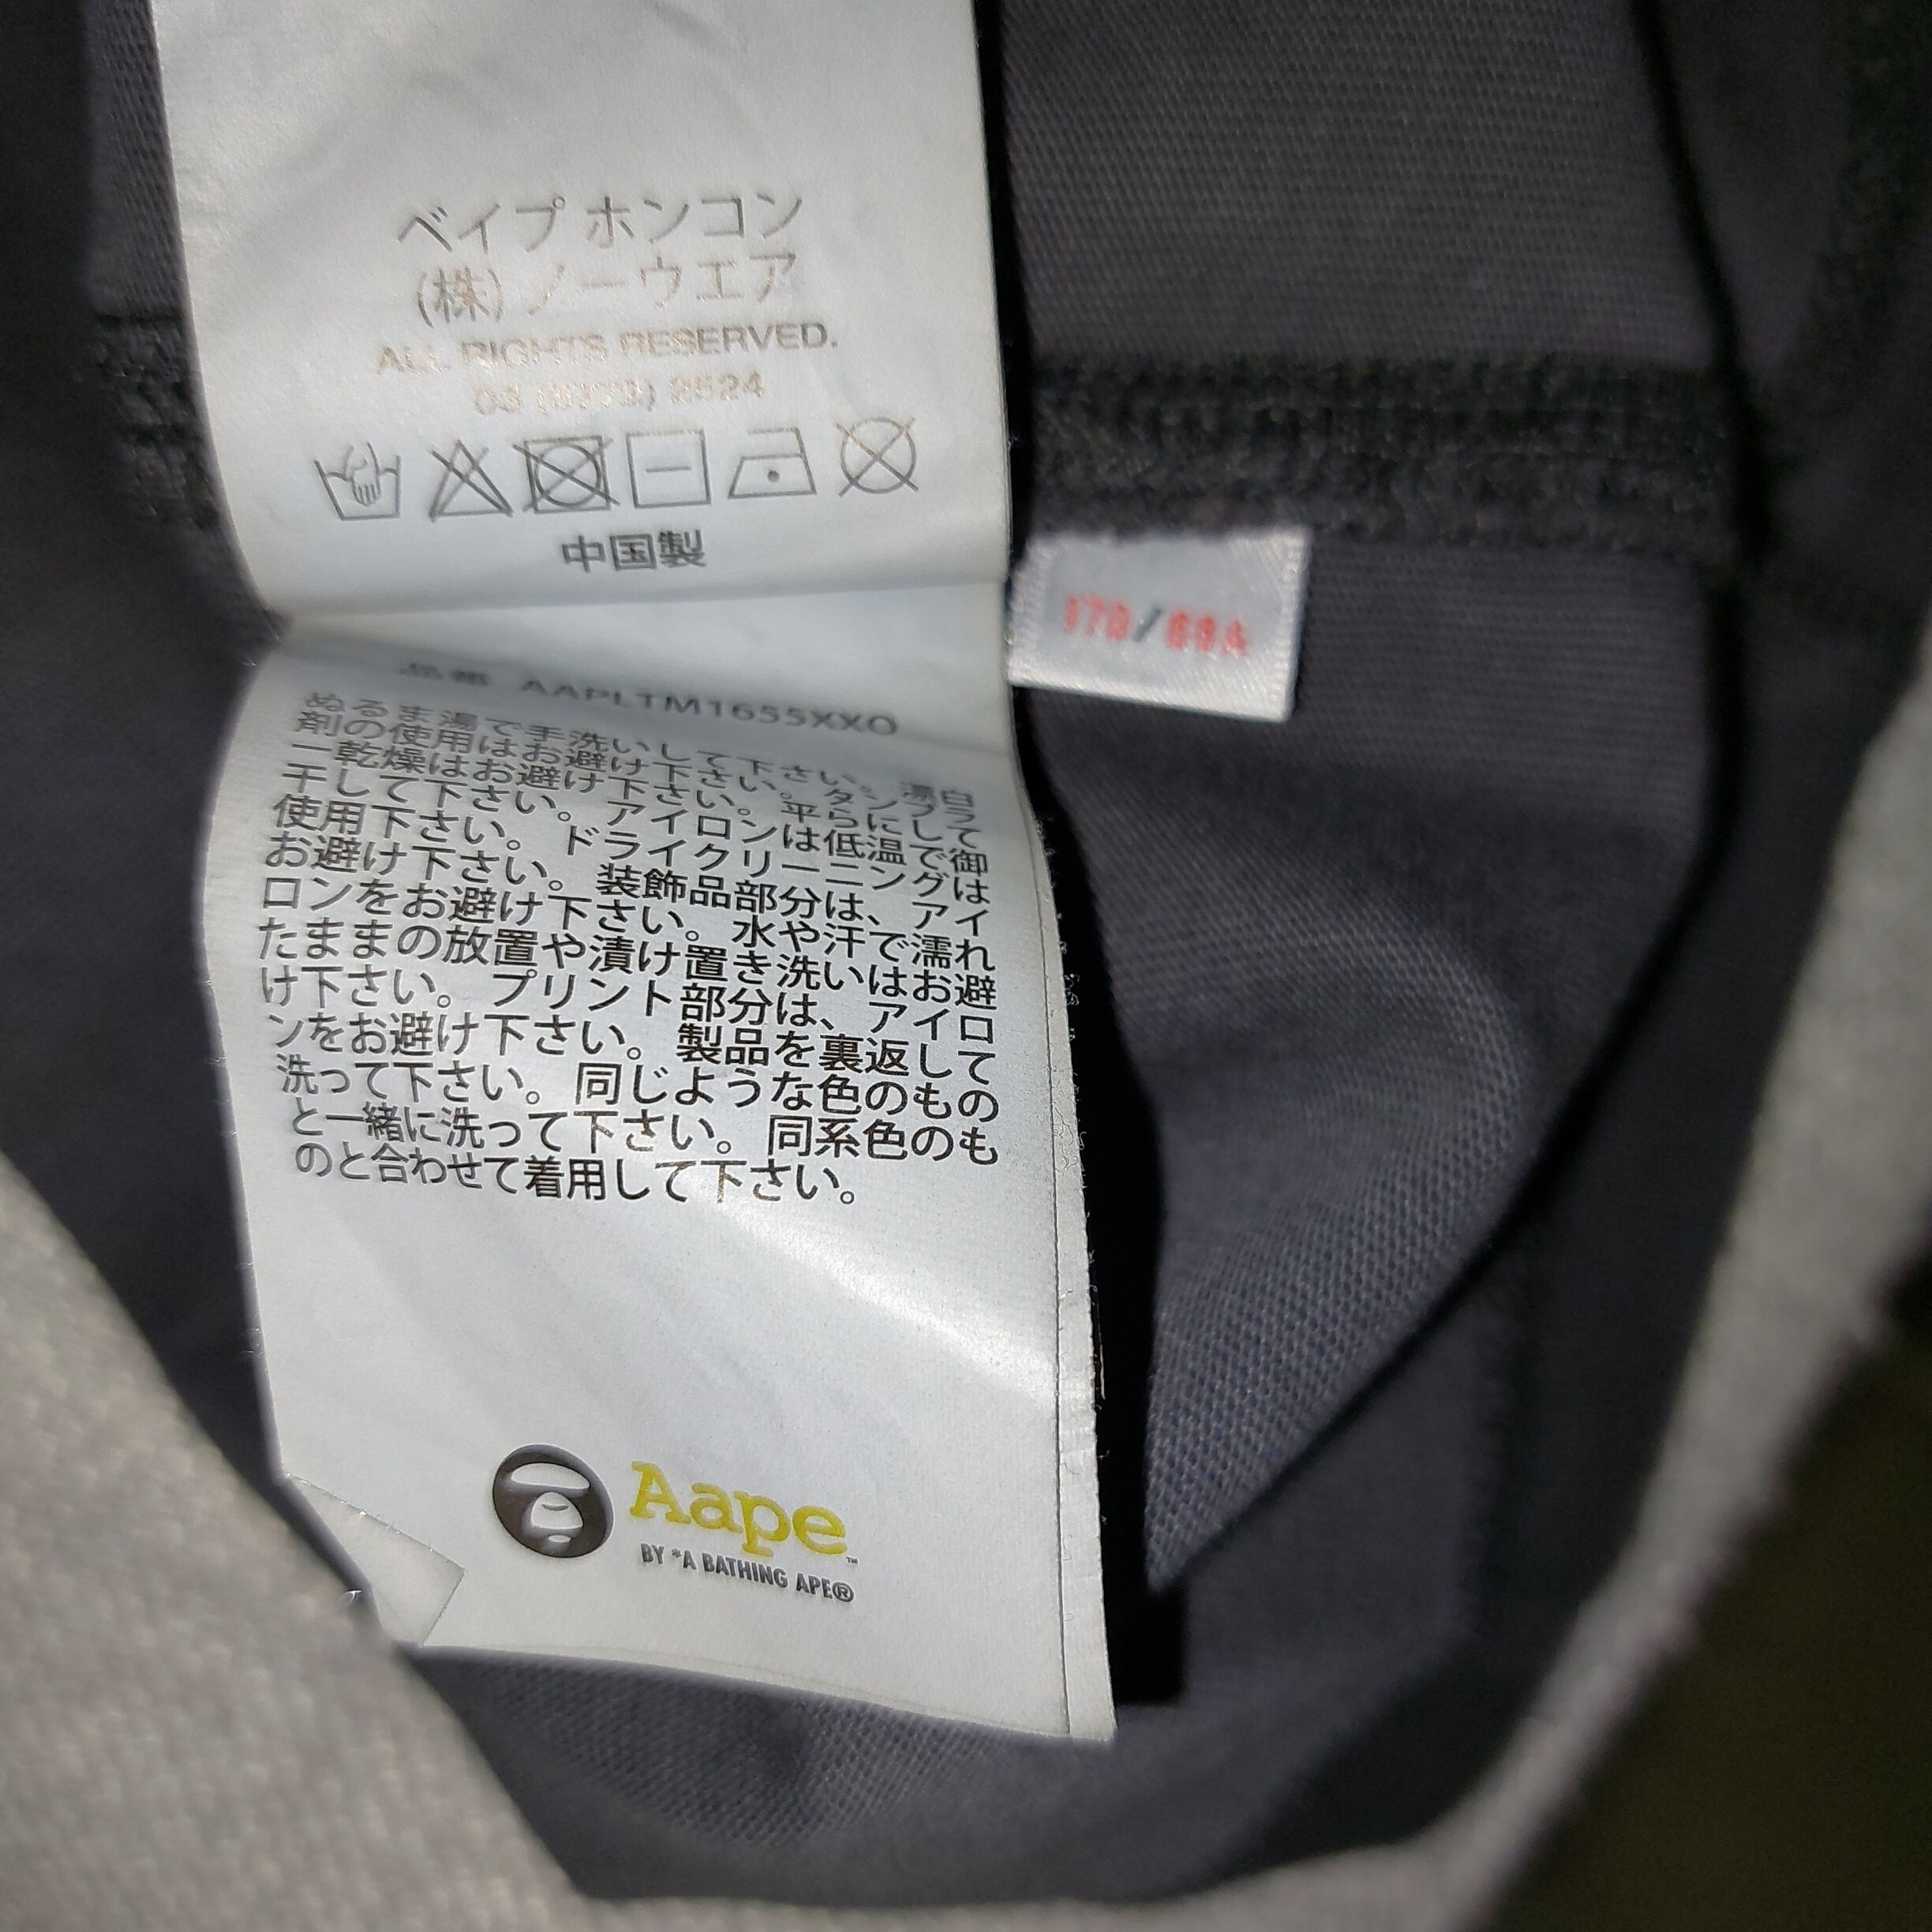 ベイプ ホンコン
(株)ノーウエア
ALL RIGHTS RESERVED.
中国製
170/
品番 AAPLTM1655XXO
ぬるま湯で手洗いして下さい。漂白
剤の使用はお避け下さい。タンブラ
ー乾燥はお避け下さい。平らにして
干して下さい。アイロンは低温で御
使用下さい。ドライクリーニングは
お避け下さい。装飾品部分は、アイ
ロンをお避け下さい。水や汗で濡れ
たままの放置や漬け置き洗いはお避
け下さい。プリント部分は、アイロ
ンをお避け下さい。製品を裏返して
洗って下さい。同じような色のもの
と一緒に洗って下さい。同系色のも
のと合わせて着用して下さい。
Aape™
BY *A BATHING APE®